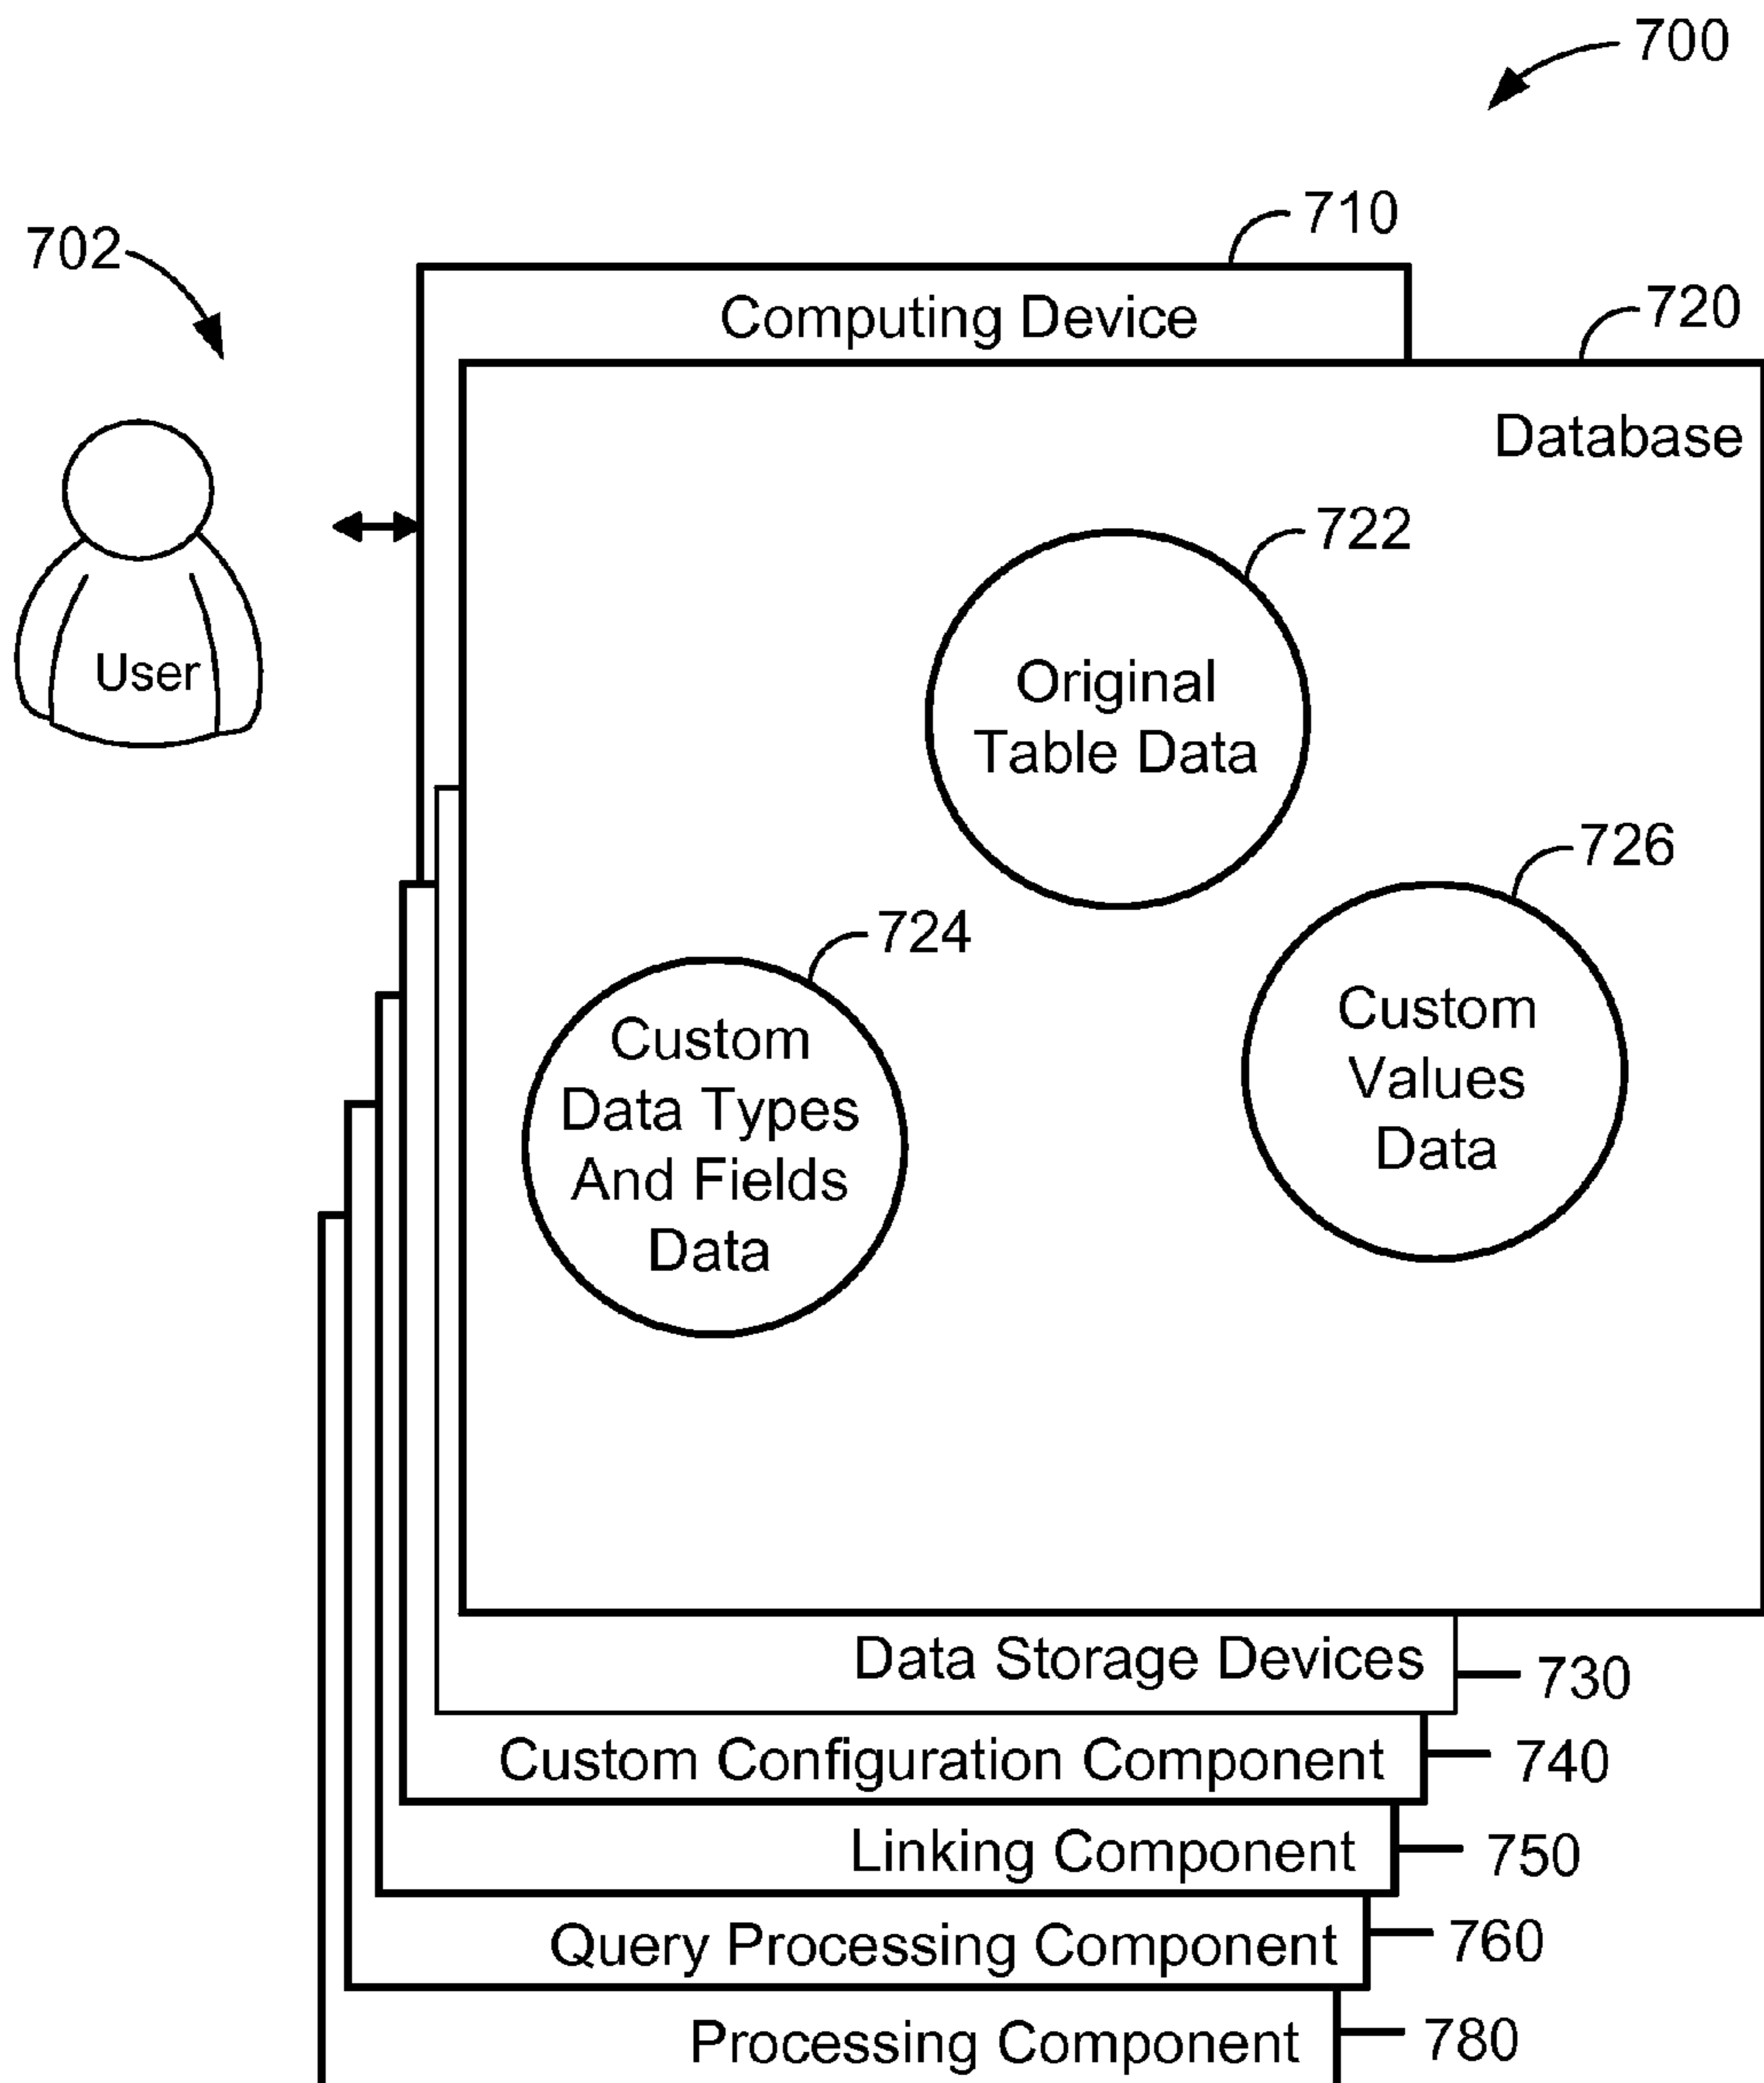 700
710
702
Computing Device
720
Database
722
User
Original
Table Data
726
724
Custom
Values
Data
Custom
Data Types
And Fields
Data
Data Storage Devices
730
Custom Configuration Component
740
Linking Component
750
Query Processing Component
760
Processing Component
780